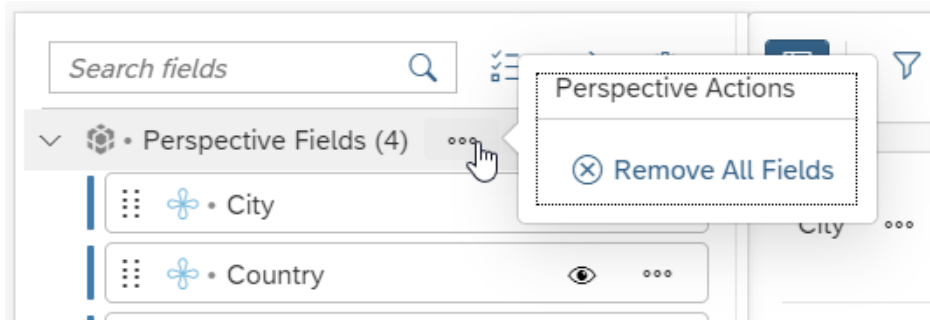 Search fields
Perspective Actions
Perspective Fields (4)
Remove All Fields
City
City
Country